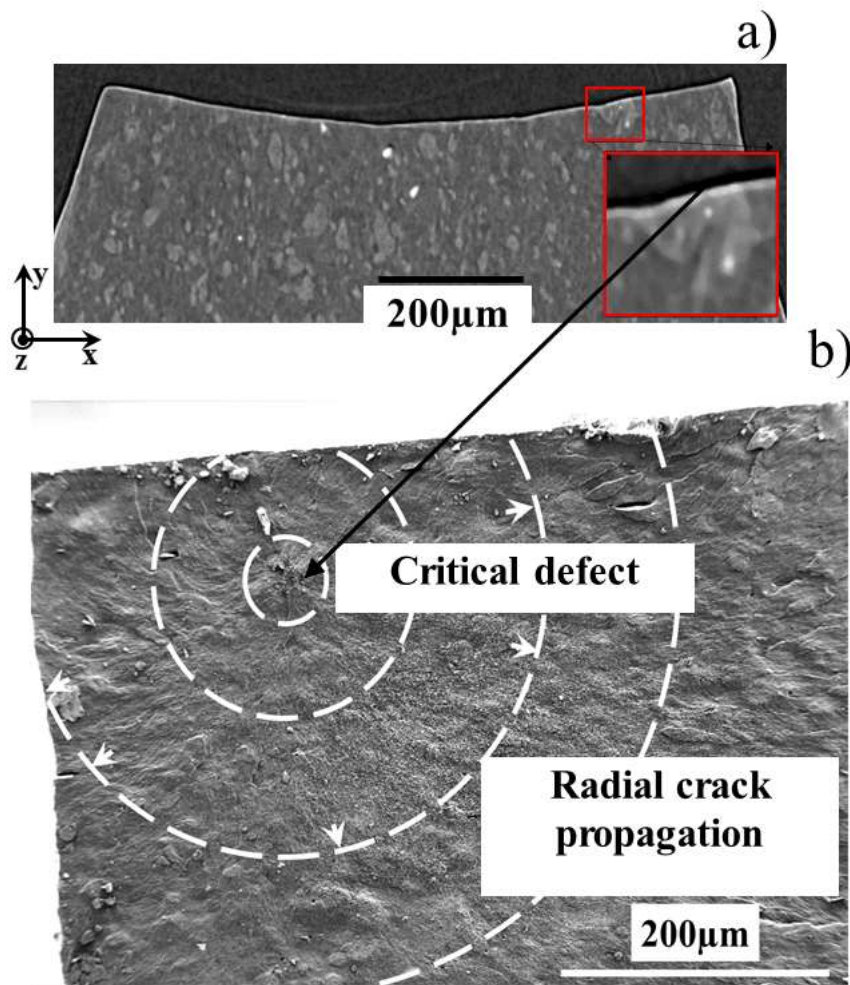 a)
y
z
x
200µm
b)
Critical defect
Radial crack
propagation
200µm